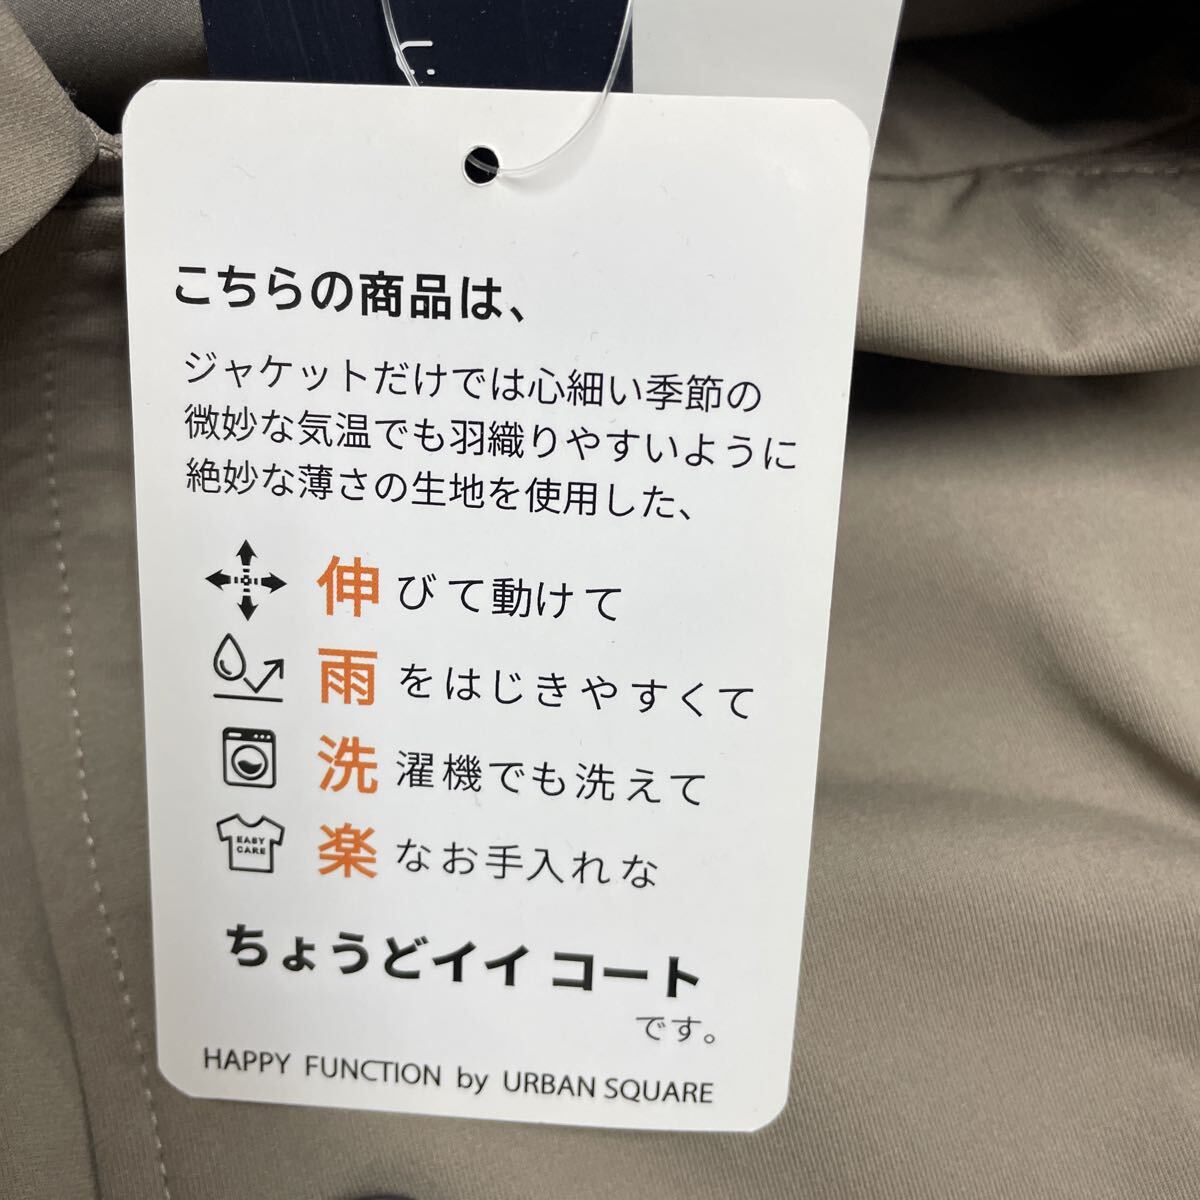 こちらの商品は、
ジャケットだけでは心細い季節の
微妙な気温でも羽織りやすいように
絶妙な薄さの生地を使用した、
伸びて動けて
雨をはじきやすくて
洗濯機でも洗えて
EASY
CARE
楽なお手入れな
ちょうどイイ コート
です。
HAPPY FUNCTION by URBAN SQUARE